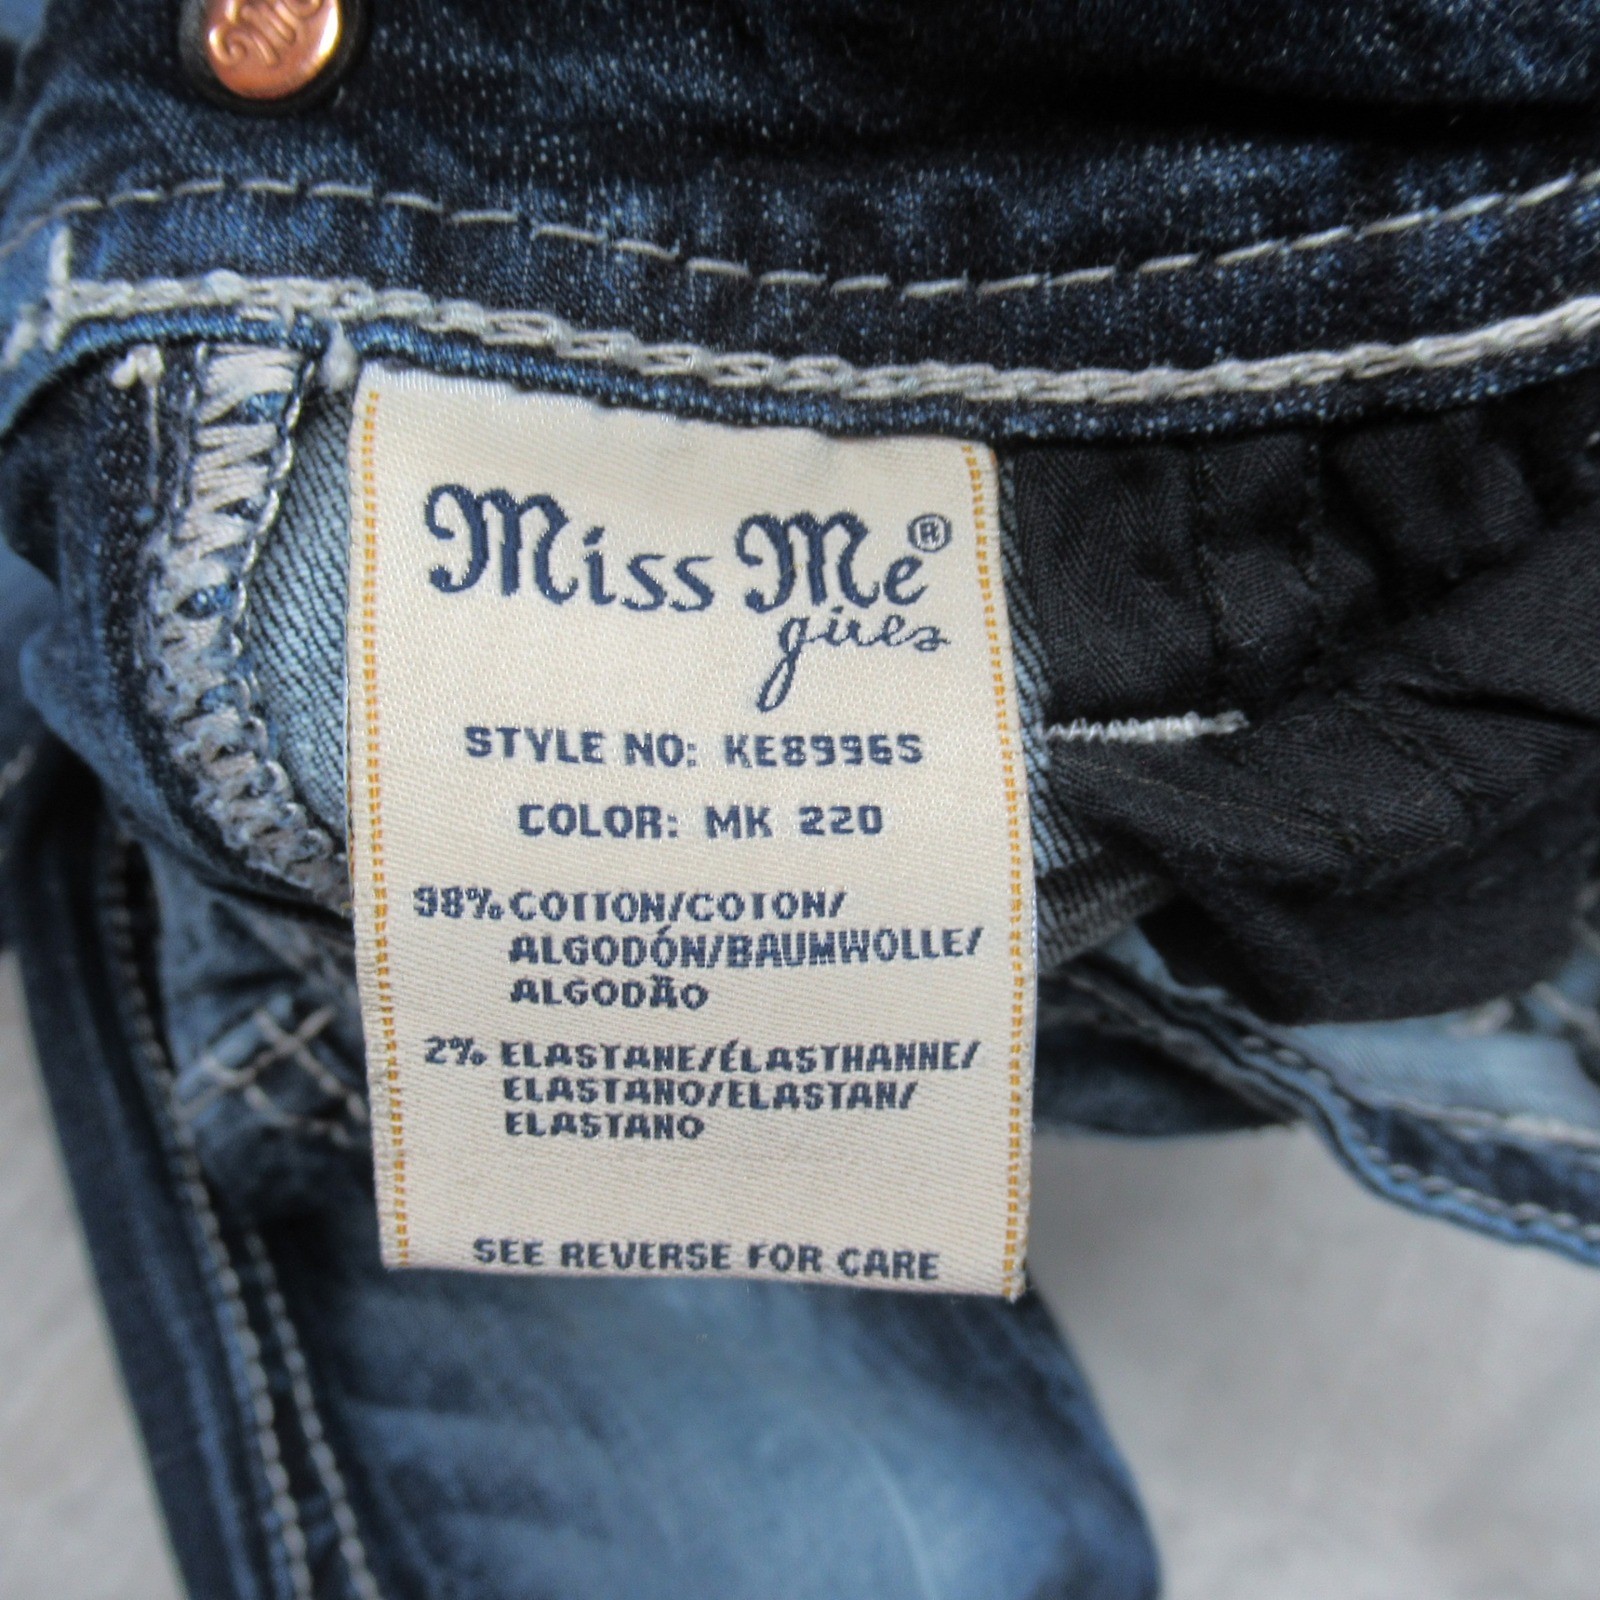 Miss Me®
girls
STYLE NO: KE8996S
COLOR: MK 220
98% COTTON/COTON/
ALGODÓN/BAUMWOLLE/
ALGODÃO
2% ELASTANE/ÉLASTHANNE/
ELASTANO/ELASTAN/
ELASTANO
SEE REVERSE FOR CARE